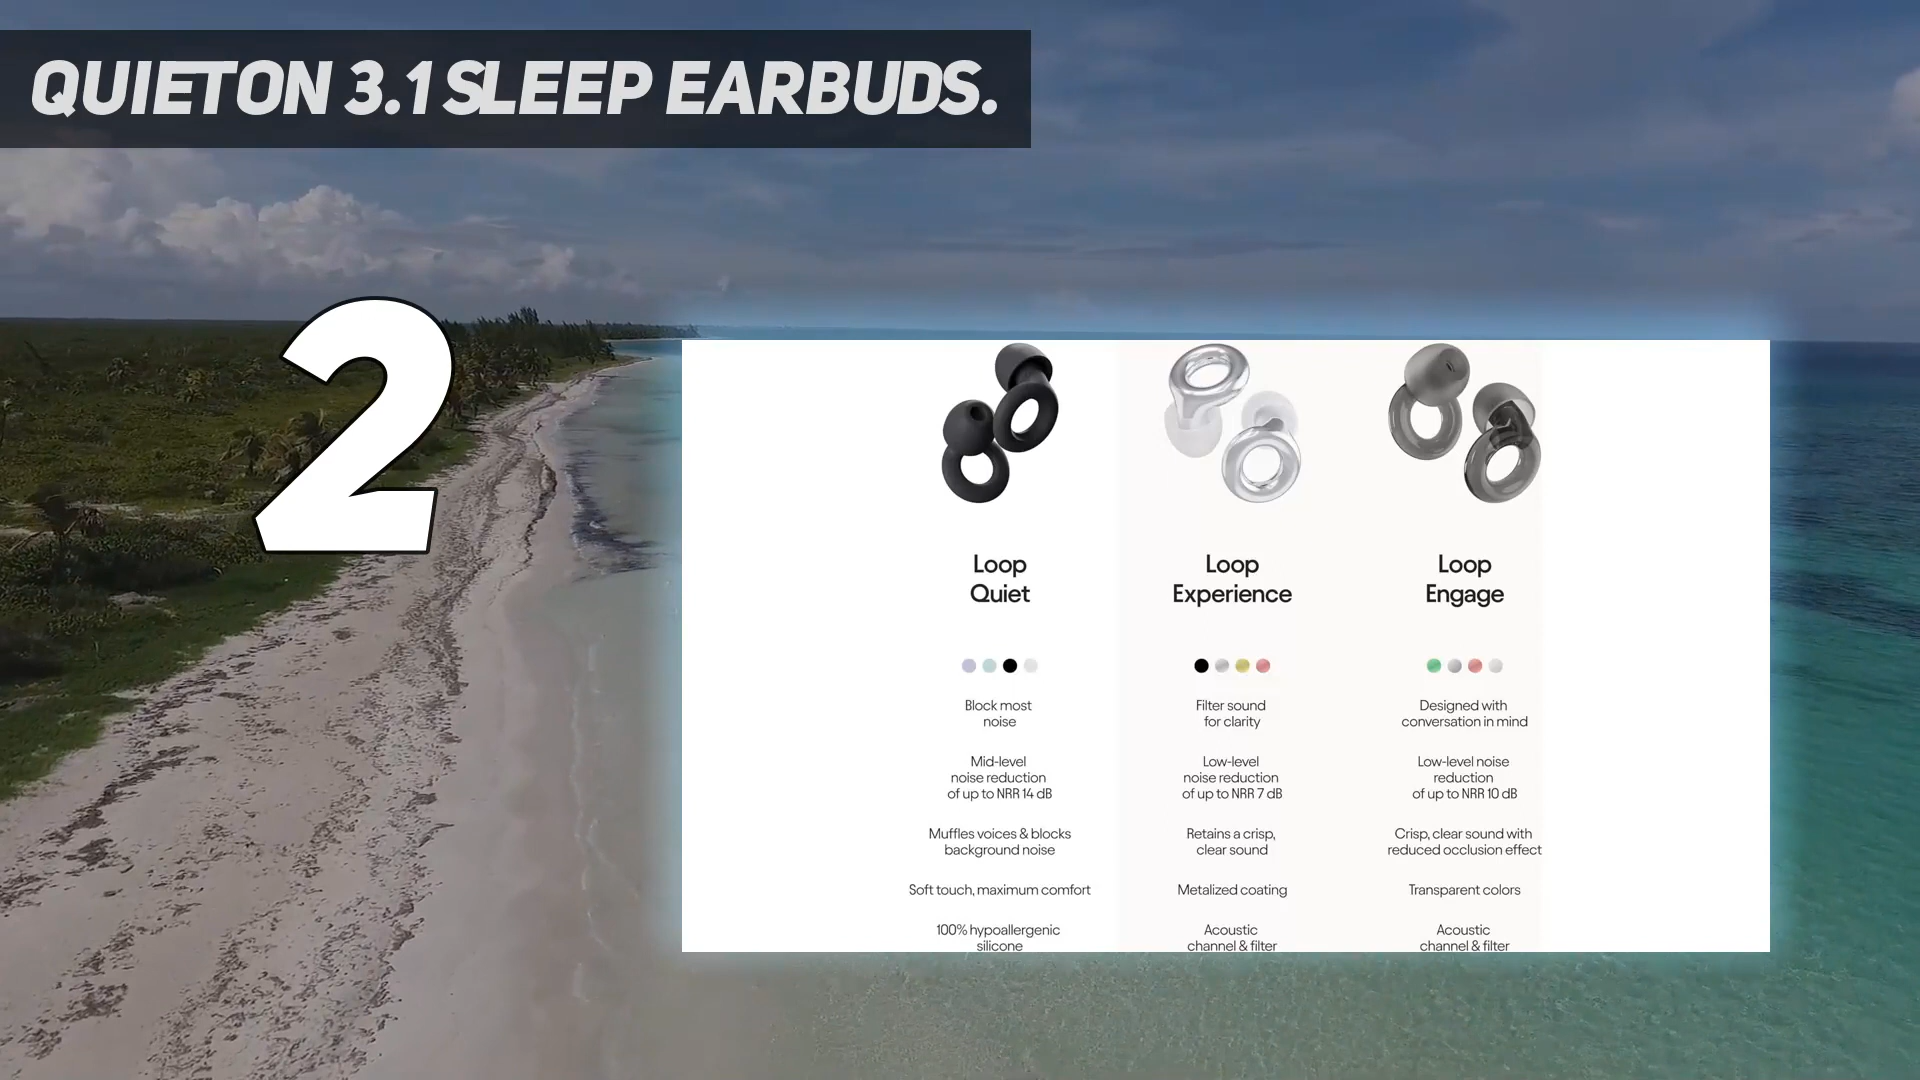 QUIETON 3.1 SLEEP EARBUDS.
2
Loop
Quiet
Block most
noise
Mid-level
noise reduction
of up to NRR 14 dB
Muffles voices & blocks
background noise
Soft touch, maximum comfort
100% hypoallergenic
silicone
Loop
Experience
Filter sound
for clarity
Low-level
noise reduction
of up to NRR 7 dB
Retains a crisp,
clear sound
Metalized coating
Acoustic
channel & filter
Loop
Engage
Designed with
conversation in mind
Low-level noise
reduction
of up to NRR 10 dB
Crisp, clear sound with
reduced occlusion effect
Transparent colors
Acoustic
channel & filter